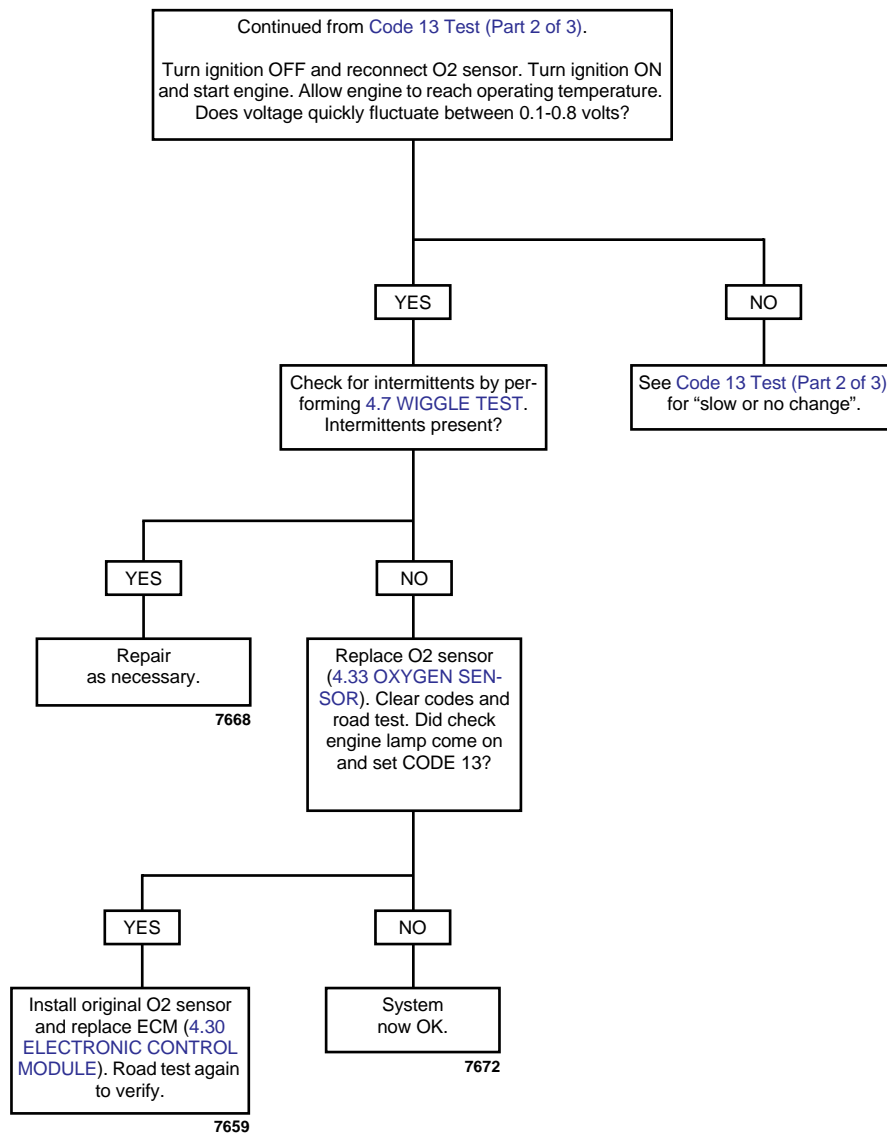 Continued from Code 13 Test (Part 2 of 3).
Turn ignition OFF and reconnect O2 sensor. Turn ignition ON
and start engine. Allow engine to reach operating temperature.
Does voltage quickly fluctuate between 0.1-0.8 volts?
YES
NO
Check for intermittents by per-
forming 4.7 WIGGLE TEST.
Intermittents present?
See Code 13 Test (Part 2 of 3)
for “slow or no change”.
YES
NO
Repair
as necessary.
7668
Replace O2 sensor
(4.33 OXYGEN SEN-
SOR). Clear codes and
road test. Did check
engine lamp come on
and set CODE 13?
YES
NO
Install original O2 sensor
and replace ECM (4.30
ELECTRONIC CONTROL
MODULE). Road test again
to verify.
7659
System
now OK.
7672